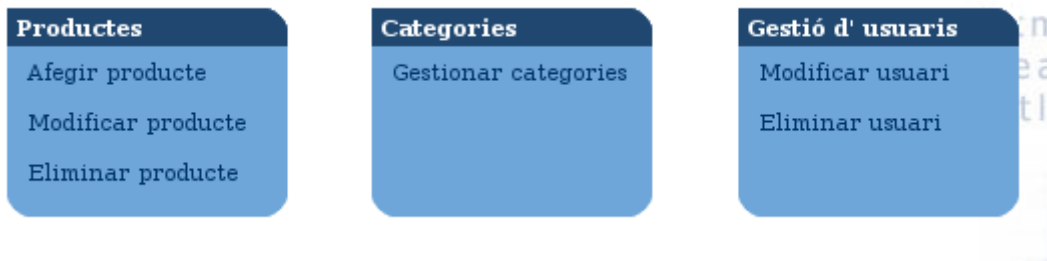 Productes
Afegir producte
Modificar producte
Eliminar producte
Categories
Gestionar categories
Gestió d' usuaris
Modificar usuari
Eliminar usuari